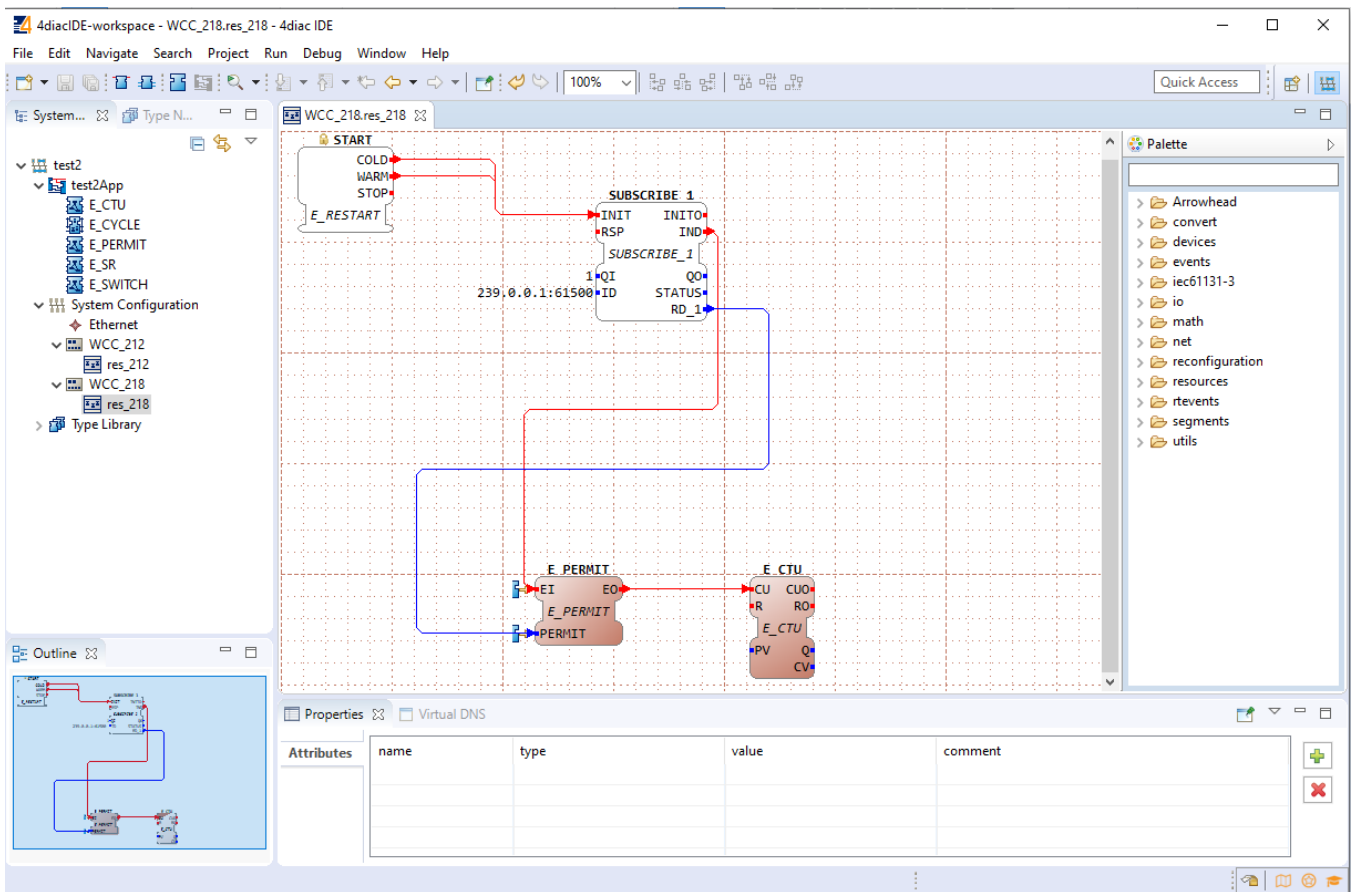 4diacIDE-workspace - WCC_218.res_218 - 4diac IDE
File Edit Navigate Search Project Run Debug Window Help
100%
Quick Access
System...
Type N...
test2
test2App
E_CTU
E_CYCLE
E_PERMIT
E_SR
E_SWITCH
System Configuration
Ethernet
WCC_212
res_212
WCC_218
res_218
Type Library
Outline
WCC_218.res_218
START
COLD
WARM
STOP
E_RESTART
SUBSCRIBE_1
INIT INITO
RSP IND
SUBSCRIBE_1
1 QI QO
239.0.0.1:61500 ID STATUS
RD_1
E_PERMIT
EI EO
E_PERMIT
PERMIT
E_CTU
CU CUO
R RO
E_CTU
PV Q
CV
Palette
Arrowhead
convert
devices
events
iec61131-3
io
math
net
reconfiguration
resources
rtevents
segments
utils
Properties
Virtual DNS
Attributes
name type value comment